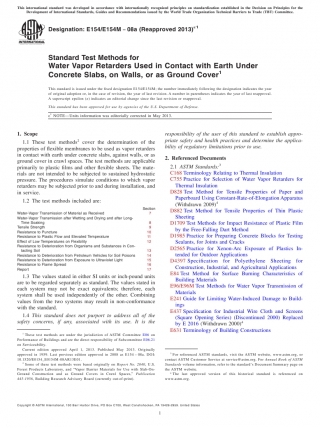 This international standard was developed in accordance with internationally recognized principles on standardization established in the Decision on Principles for the
Development of International Standards, Guides and Recommendations issued by the World Trade Organization Technical Barriers to Trade (TBT) Committee.
Designation: E154/E154M − 08a (Reapproved 2013)ε1
Standard Test Methods for
Water Vapor Retarders Used in Contact with Earth Under
Concrete Slabs, on Walls, or as Ground Cover1
This standard is issued under the fixed designation E154/E154M; the number immediately following the designation indicates the year
of original adoption or, in the case of revision, the year of last revision. A number in parentheses indicates the year of last reapproval.
A superscript epsilon (ε) indicates an editorial change since the last revision or reapproval.
This standard has been approved for use by agencies of the U.S. Department of Defense.
ε1 NOTE—
1. Scope
1.1 These test methods2 cover the determination of the
properties of flexible membranes to be used as vapor retarders
in contact with earth under concrete slabs, against walls, or as
ground cover in crawl spaces. The test methods are applicable
primarily to plastic films and other flexible sheets. The mate-
rials are not intended to be subjected to sustained hydrostatic
pressure. The procedures simulate conditions to which vapor
retarders may be subjected prior to and during installation, and
in service.
1.2 The test methods included are:
Section
Water-Vapor Transmission of Material as Received 7
Water-Vapor Transmission after Wetting and Drying and after Long-
Time Soaking 8
Tensile Strength 9
Resistance to Puncture 10
Resistance to Plastic Flow and Elevated Temperature 11
Effect of Low Temperatures on Flexibility 12
Resistance to Deterioration from Organisms and Substances in Con-
tacting Soil 13
Resistance to Deterioration from Petroleum Vehicles for Soil Poisons 14
Resistance to Deterioration from Exposure to Ultraviolet Light 15
Resistance to Flame Spread 16
Report 17
1.3 The values stated in either SI units or inch-pound units
are to be regarded separately as standard. The values stated in
each system may not be exact equivalents; therefore, each
system shall be used independently of the other. Combining
values from the two systems may result in non-conformance
with the standard.
1.4 This standard does not purport to address all of the
safety concerns, if any, associated with its use. It is the
1 These test methods are under the jurisdiction of ASTM Committee E06 on
Performance of Buildings and are the direct responsibility of Subcommittee E06.21
on Serviceability.
Current edition approved April 1, 2013. Published May 2013. Originally
approved in 1959. Last previous edition approved in 2008 as E154 – 08a.
2 Some of these test methods were based originally on Report No. 2040, U.S.
Forest Products Laboratory, and "Vapor Barrier Materials for Use with Slab-On-
Ground Construction and as Ground Covers in Crawl Spaces," Publication
445-1956, Building Research Advisory Board (currently out of print).
responsibility of the user of this standard to establish appro-
priate safety and health practices and determine the applica-
bility of regulatory limitations prior to use.
2. Referenced Documents
2.1 ASTM Standards:3
C168 Terminology Relating to Thermal Insulation
C755 Practice for Selection of Water Vapor Retarders for
Thermal Insulation
D828 Test Method for Tensile Properties of Paper and
Paperboard Using Constant-Rate-of-Elongation Apparatus
(Withdrawn 2009)4
D882 Test Method for Tensile Properties of Thin Plastic
Sheeting
D1709 Test Methods for Impact Resistance of Plastic Film
by the Free-Falling Dart Method
D1985 Practice for Preparing Concrete Blocks for Testing
Sealants, for Joints and Cracks
D2565 Practice for Xenon-Arc Exposure of Plastics In-
tended for Outdoor Applications
D4397 Specification for Polyethylene Sheeting for
Construction, Industrial, and Agricultural Applications
E84 Test Method for Surface Burning Characteristics of
Building Materials
E96/E96M Test Methods for Water Vapor Transmission of
Materials
E241 Guide for Limiting Water-Induced Damage to Build-
ings
E437 Specification for Industrial Wire Cloth and Screens
(Square Opening Series) (Discontinued 2000) Replaced
by E 2016 (Withdrawn 2000)4
E631 Terminology of Building Constructions
3 For referenced ASTM standards, visit the ASTM website, www.astm.org, or
contact ASTM Customer Service at service@astm.org. For Annual Book of ASTM
Standards volume information, refer to the standard's Document Summary page on
the ASTM website.
4 The last approved version of this historical standard is referenced on
www.astm.org.
Copyright © ASTM International, 100 Barr Harbor Drive, PO Box C700, West Conshohocken, PA 19428-2959. United States
1